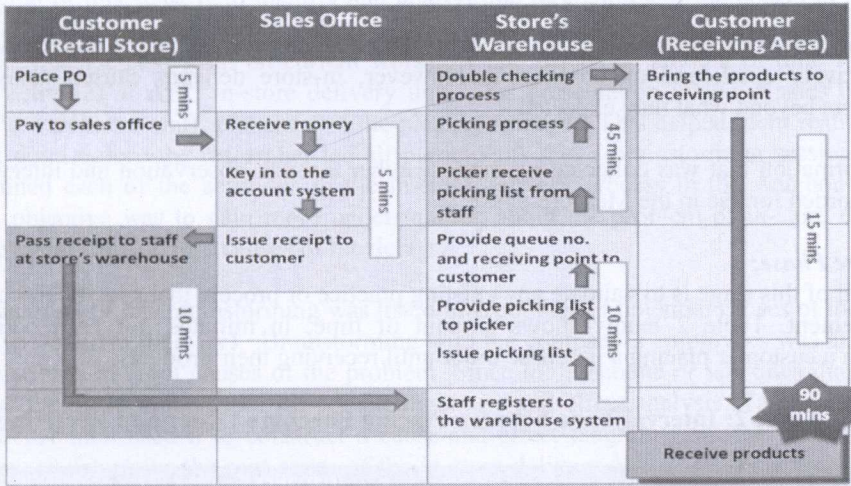 Customer
(Retail Store)
Sales Office
Store's
Warehouse
Customer
(Receiving Area)
Place PO
5 mins
Double checking
process
Bring the products to
receiving point
Pay to sales office
Receive money
Picking process
45 mins
Key in to the
account system
5 mins
Picker receive
picking list from
staff
15 mins
Pass receipt to staff
at store's warehouse
Issue receipt to
customer
Provide queue no.
and receiving point to
customer
10 mins
Provide picking list
to picker
10 mins
Issue picking list
Staff registers to
the warehouse system
90
mins
Receive products